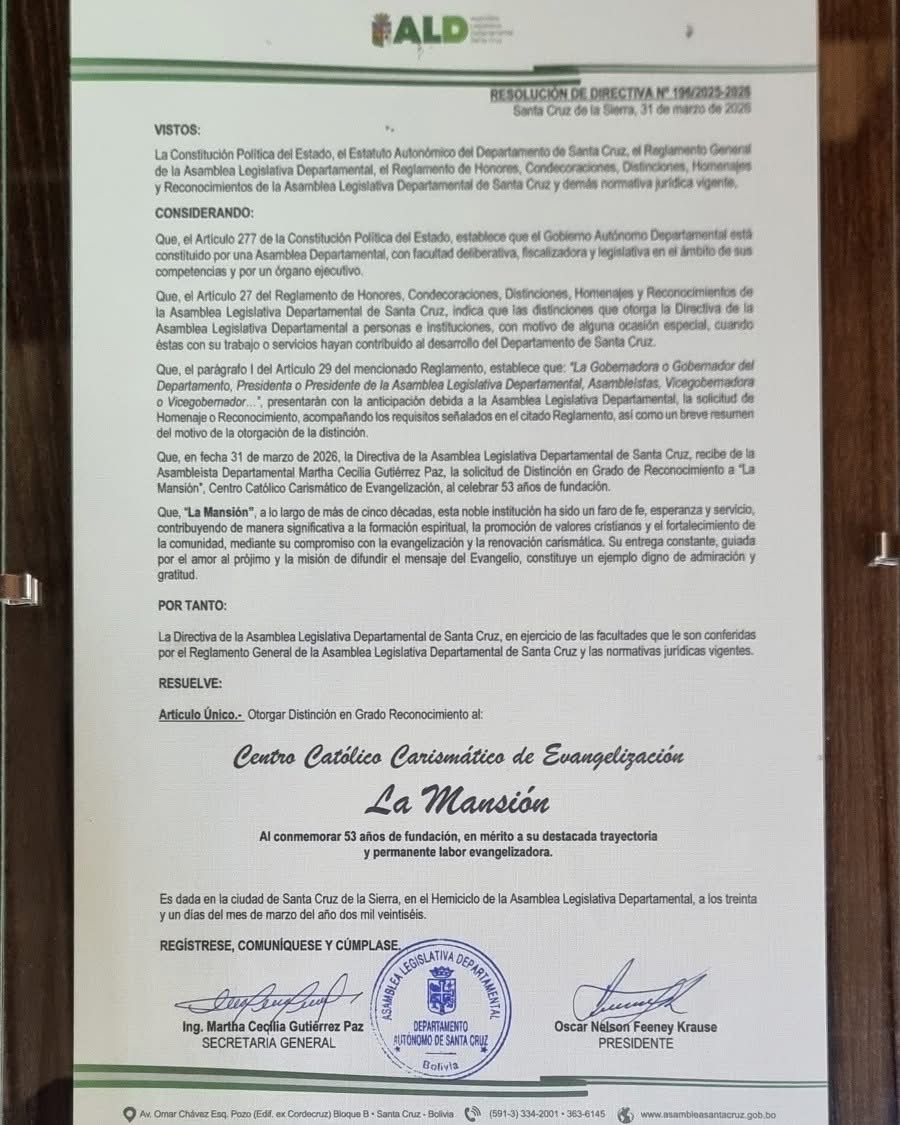 ALD
RESOLUCIÓN DE DIRECTIVA Nº 196/2025-2026
Santa Cruz de la Sierra, 31 de marzo de 2026
VISTOS:
La Constitución Política del Estado, el Estatuto Autonómico del Departamento de Santa Cruz, el Reglamento General
de la Asamblea Legislativa Departamental, el Reglamento de Honores, Condecoraciones, Distinciones, Homenajes
y Reconocimientos de la Asamblea Legislativa Departamental de Santa Cruz y demás normativa jurídica vigente.
CONSIDERANDO:
Que, el Artículo 277 de la Constitución Política del Estado, establece que el Gobierno Autónomo Departamental está
constituido por una Asamblea Departamental, con facultad deliberativa, fiscalizadora y legislativa en el ámbito de sus
competencias y por un órgano ejecutivo.
Que, el Artículo 27 del Reglamento de Honores, Condecoraciones, Distinciones, Homenajes y Reconocimientos de
la Asamblea Legislativa Departamental de Santa Cruz, indica que las distinciones que otorga la Directiva de la
Asamblea Legislativa Departamental a personas e instituciones, con motivo de alguna ocasión especial, cuando
éstas con su trabajo o servicios hayan contribuido al desarrollo del Departamento de Santa Cruz.
Que, el parágrafo I del Artículo 29 del mencionado Reglamento, establece que: "La Gobernadora o Gobernador del
Departamento, Presidenta o Presidente de la Asamblea Legislativa Departamental, Asambleístas, Vicegobernadora
o Vicegobernador...", presentarán con la anticipación debida a la Asamblea Legislativa Departamental, la solicitud de
Homenaje o Reconocimiento, acompañando los requisitos señalados en el citado Reglamento, así como un breve resumen
del motivo de la otorgación de la distinción.
Que, en fecha 31 de marzo de 2026, la Directiva de la Asamblea Legislativa Departamental de Santa Cruz, recibe de la
Asambleísta Departamental Martha Cecilia Gutiérrez Paz, la solicitud de Distinción en Grado de Reconocimiento a "La
Mansión", Centro Católico Carismático de Evangelización, al celebrar 53 años de fundación.
Que, "La Mansión", a lo largo de más de cinco décadas, esta noble institución ha sido un faro de fe, esperanza y servicio,
contribuyendo de manera significativa a la formación espiritual, la promoción de valores cristianos y el fortalecimiento de
la comunidad, mediante su compromiso con la evangelización y la renovación carismática. Su entrega constante, guiada
por el amor al prójimo y la misión de difundir el mensaje del Evangelio, constituye un ejemplo digno de admiración y
gratitud.
POR TANTO:
La Directiva de la Asamblea Legislativa Departamental de Santa Cruz, en ejercicio de las facultades que le son conferidas
por el Reglamento General de la Asamblea Legislativa Departamental de Santa Cruz y las normativas jurídicas vigentes.
RESUELVE:
Artículo Único.- Otorgar Distinción en Grado Reconocimiento al:
Centro Católico Carismático de Evangelización
La Mansión
Al conmemorar 53 años de fundación, en mérito a su destacada trayectoria
y permanente labor evangelizadora.
Es dada en la ciudad de Santa Cruz de la Sierra, en el Hemiciclo de la Asamblea Legislativa Departamental, a los treinta
y un días del mes de marzo del año dos mil veintiséis.
REGÍSTRESE, COMUNÍQUESE Y CÚMPLASE.
ASAMBLEA LEGISLATIVA DEPARTAMENTAL
DEPARTAMENTO
AUTÓNOMO DE SANTA CRUZ
Bolivia
Ing. Martha Cecilia Gutiérrez Paz
SECRETARIA GENERAL
Oscar Nelson Feeney Krause
PRESIDENTE
Av. Omar Chávez Esq. Pozo (Edif. ex Cordecruz) Bloque B • Santa Cruz - Bolivia (591-3) 334-2001 • 363-6145 www.asambleasantacruz.gob.bo